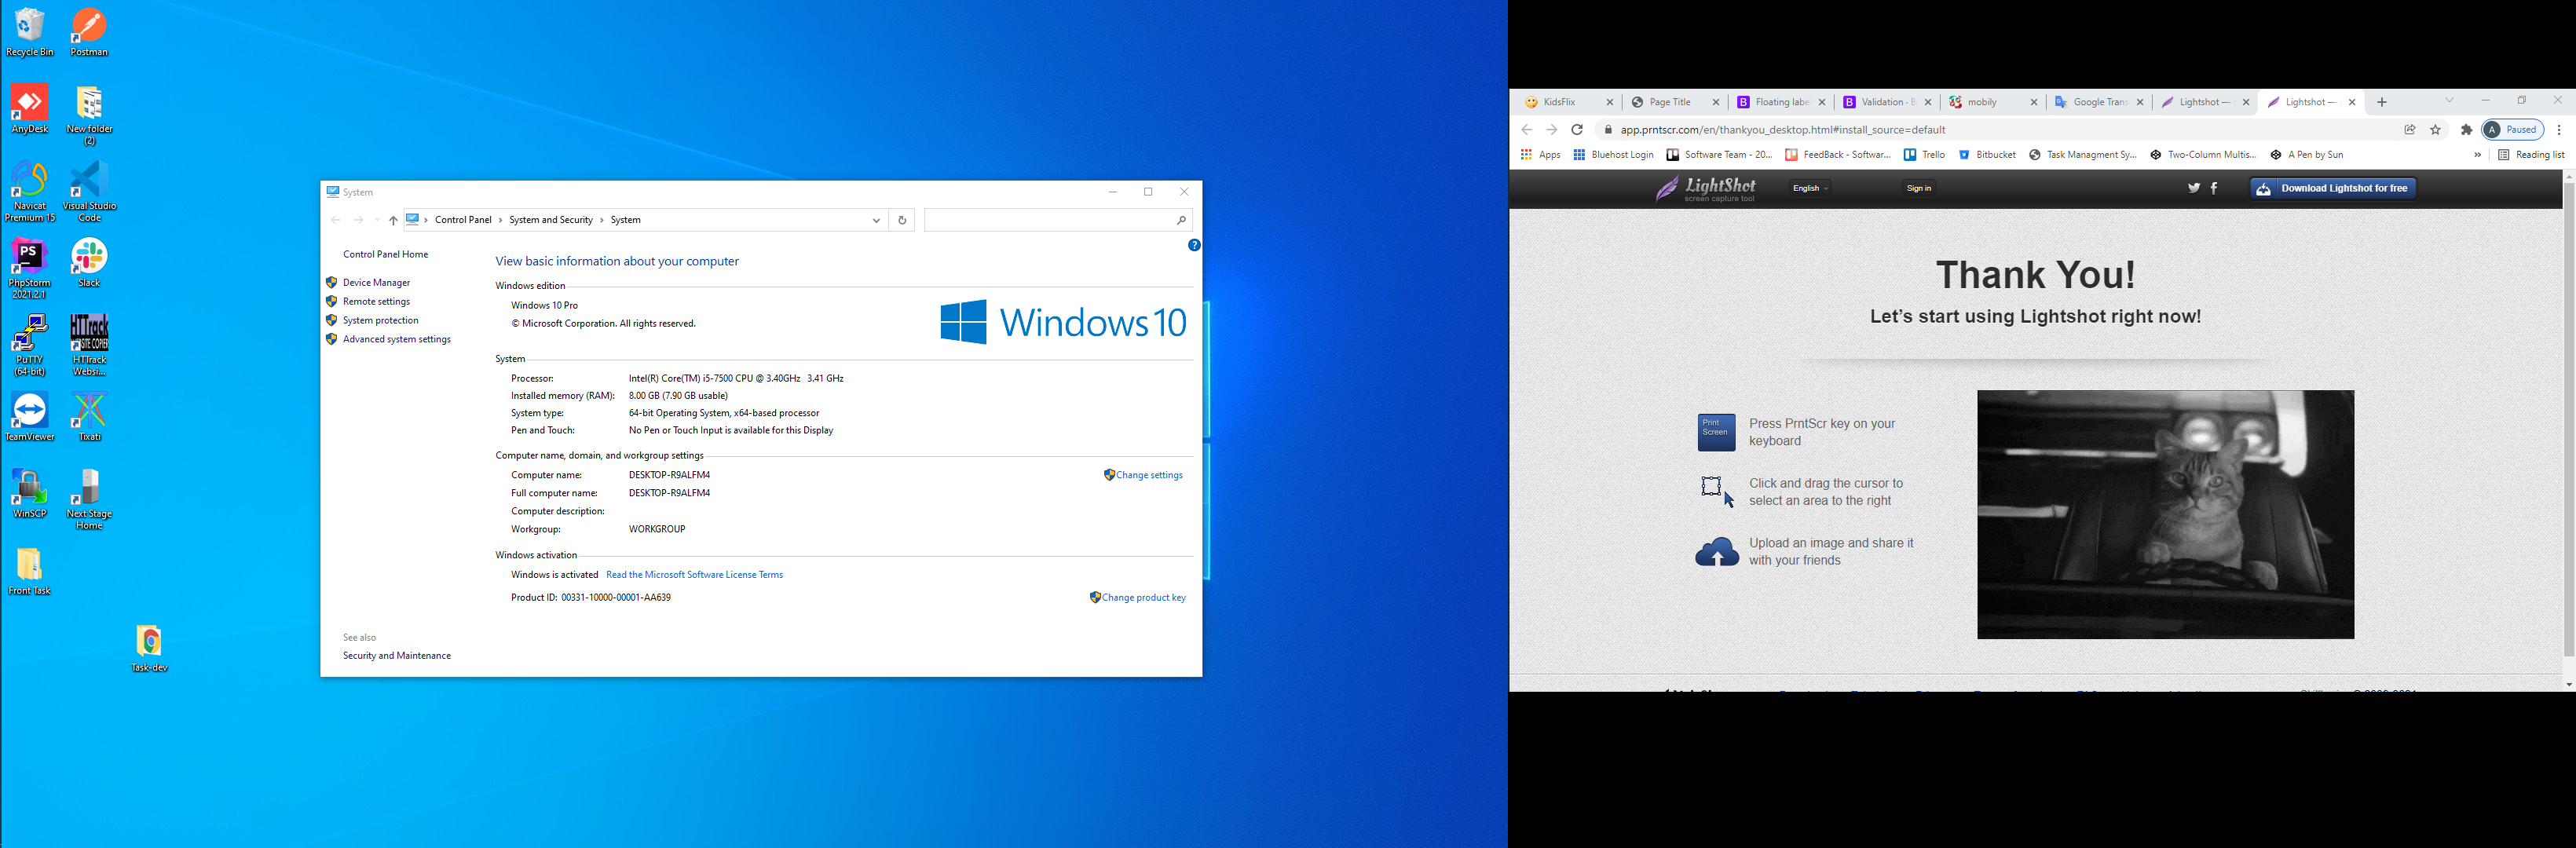 Recycle Bin
Postman
AnyDesk
New folder
(2)
Navicat
Premium 15
Visual Studio
Code
PS
PhpStorm
2021.2.1
Slack
PuTTY
(64-bit)
HTTrack
WEBSITE COPIER
HTTrack
Websi...
TeamViewer
Tixati
WinSCP
Next Stage
Home
Front Task
Task-dev
System
Control Panel > System and Security > System
Control Panel Home
Device Manager
Remote settings
System protection
Advanced system settings
See also
Security and Maintenance
View basic information about your computer
Windows edition
Windows 10 Pro
© Microsoft Corporation. All rights reserved.
Windows 10
System
Processor: Intel(R) Core(TM) i5-7500 CPU @ 3.40GHz 3.41 GHz
Installed memory (RAM): 8.00 GB (7.90 GB usable)
System type: 64-bit Operating System, x64-based processor
Pen and Touch: No Pen or Touch Input is available for this Display
Computer name, domain, and workgroup settings
Computer name: DESKTOP-R9ALFM4
Change settings
Full computer name: DESKTOP-R9ALFM4
Computer description:
Workgroup: WORKGROUP
Windows activation
Windows is activated Read the Microsoft Software License Terms
Product ID: 00331-10000-00001-AA639
Change product key
KidsFlix
Page Title
B Floating labe
B Validation · B
mobily
Google Trans
Lightshot —
Lightshot —
app.prntscr.com/en/thankyou_desktop.html#install_source=default
A Paused
Apps
Bluehost Login
Software Team - 20...
FeedBack - Softwar...
Trello
Bitbucket
Task Managment Sy...
Two-Column Multis...
A Pen by Sun
»
Reading list
LightShot
screen capture tool
English
Sign in
Download Lightshot for free
Thank You!
Let's start using Lightshot right now!
Print
Screen
Press PrntScr key on your
keyboard
Click and drag the cursor to
select an area to the right
Upload an image and share it
with your friends